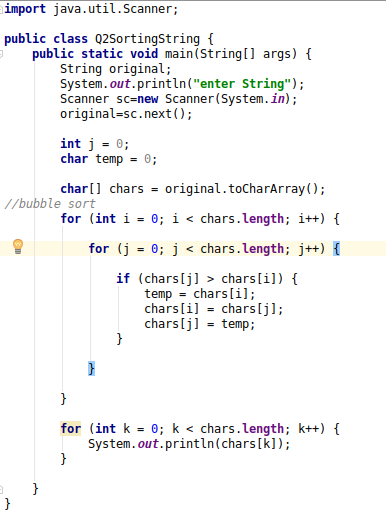 import java.util.Scanner;
public class Q2SortingString {
public static void main(String[] args) {
String original;
System.out.println("enter String");
Scanner sc=new Scanner(System.in);
original=sc.next();
int j = 0;
char temp = 0;
char[] chars = original.toCharArray();
//bubble sort
for (int i = 0; i < chars.length; i++) {
for (j = 0; j < chars.length; j++) {
if (chars[j] > chars[i]) {
temp = chars[i];
chars[i] = chars[j];
chars[j] = temp;
}
}
}
for (int k = 0; k < chars.length; k++) {
System.out.println(chars[k]);
}
}
}